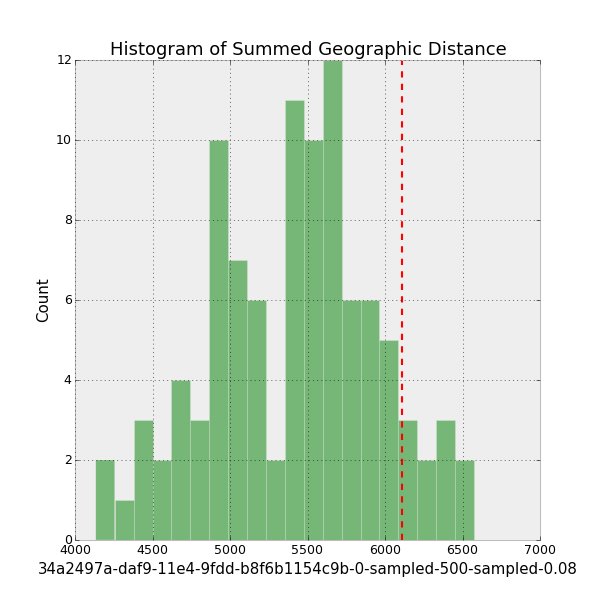 Histogram of Summed Geographic Distance
12
10
8
6
4
2
0
Count
4000 4500 5000 5500 6000 6500 7000
34a2497a-daf9-11e4-9fdd-b8f6b1154c9b-0-sampled-500-sampled-0.08